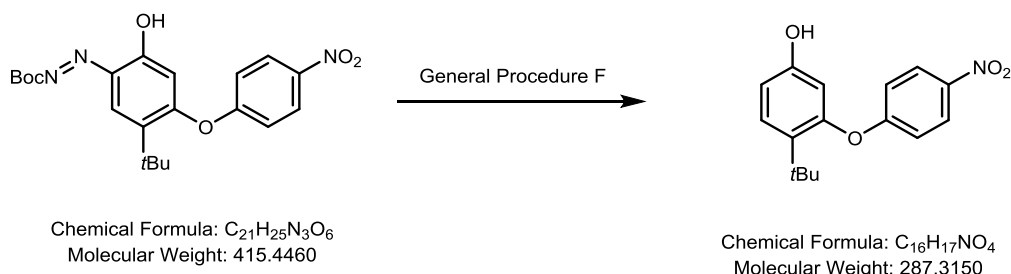 OH
BocN=N
NO₂
O
tBu
General Procedure F
Chemical Formula: C₂₁H₂₅N₃O₆
Molecular Weight: 415.4460
HO
NO₂
O
tBu
Chemical Formula: C₁₆H₁₇NO₄
Molecular Weight: 287.3150